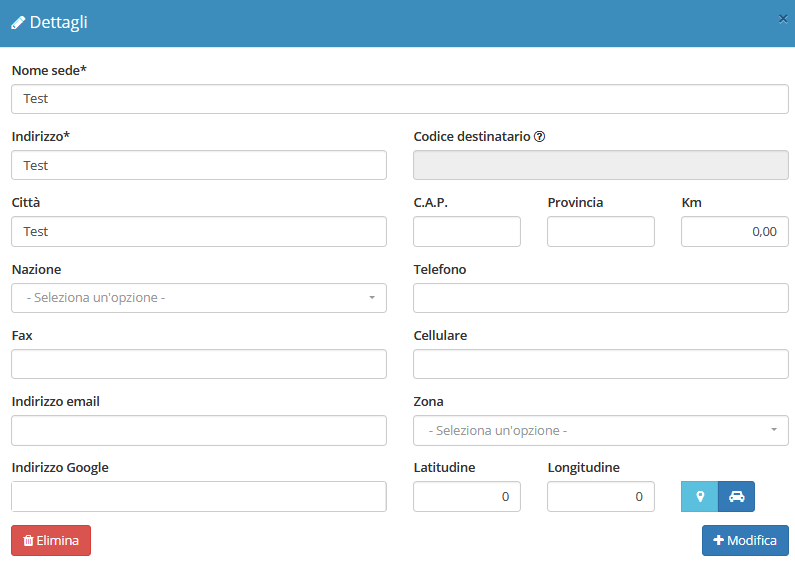 Dettagli
×
Nome sede*
Test
Indirizzo*
Codice destinatario
Test
Città
C.A.P.
Provincia
Km
Test
0,00
Nazione
Telefono
- Seleziona un'opzione -
Fax
Cellulare
Indirizzo email
Zona
- Seleziona un'opzione -
Indirizzo Google
Latitudine
Longitudine
0
0
Elimina
Modifica